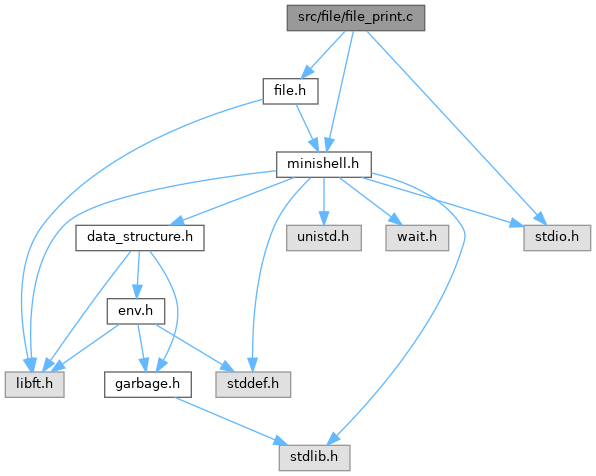 src/file/file_print.c
file.h
minishell.h
data_structure.h
unistd.h
wait.h
stdio.h
env.h
libft.h
garbage.h
stddef.h
stdlib.h